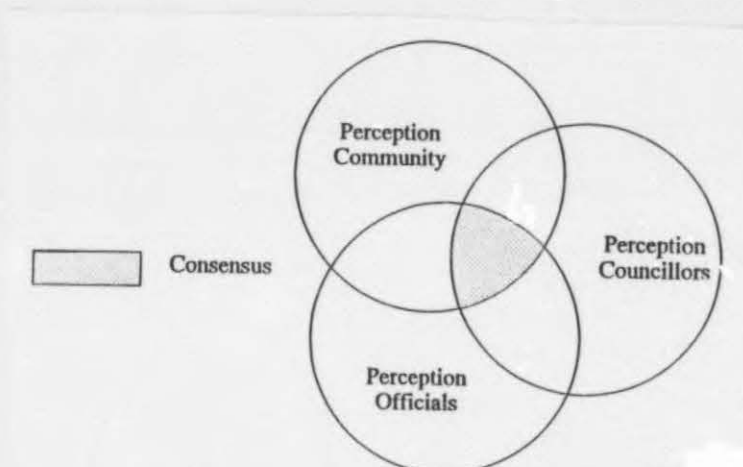 Perception
Community
Consensus
Perception
Councillors
Perception
Officials